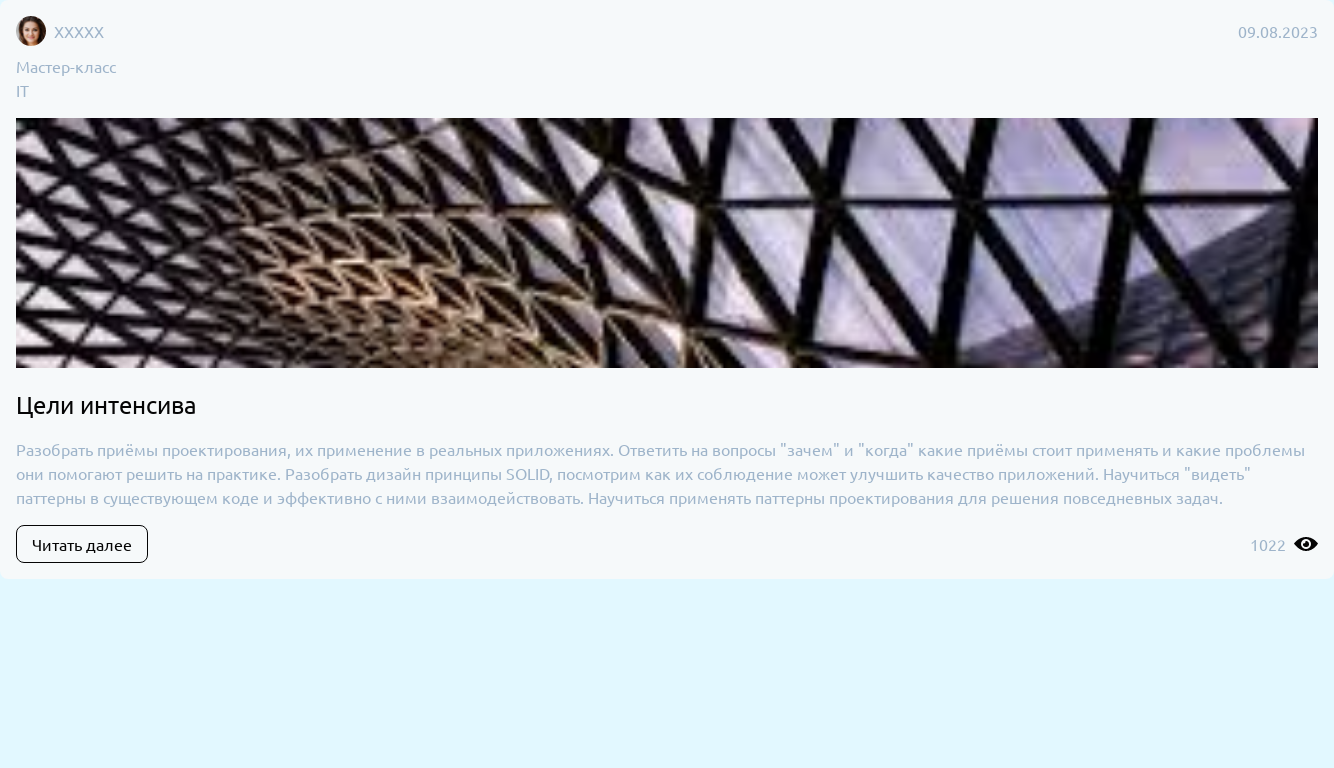 XXXXX
09.08.2023
Мастер-класс
IT
Цели интенсива
Разобрать приёмы проектирования, их применение в реальных приложениях. Ответить на вопросы "зачем" и "когда" какие приёмы стоит применять и какие проблемы
они помогают решить на практике. Разобрать дизайн принципы SOLID, посмотрим как их соблюдение может улучшить качество приложений. Научиться "видеть"
паттерны в существующем коде и эффективно с ними взаимодействовать. Научиться применять паттерны проектирования для решения повседневных задач.
Читать далее
1022